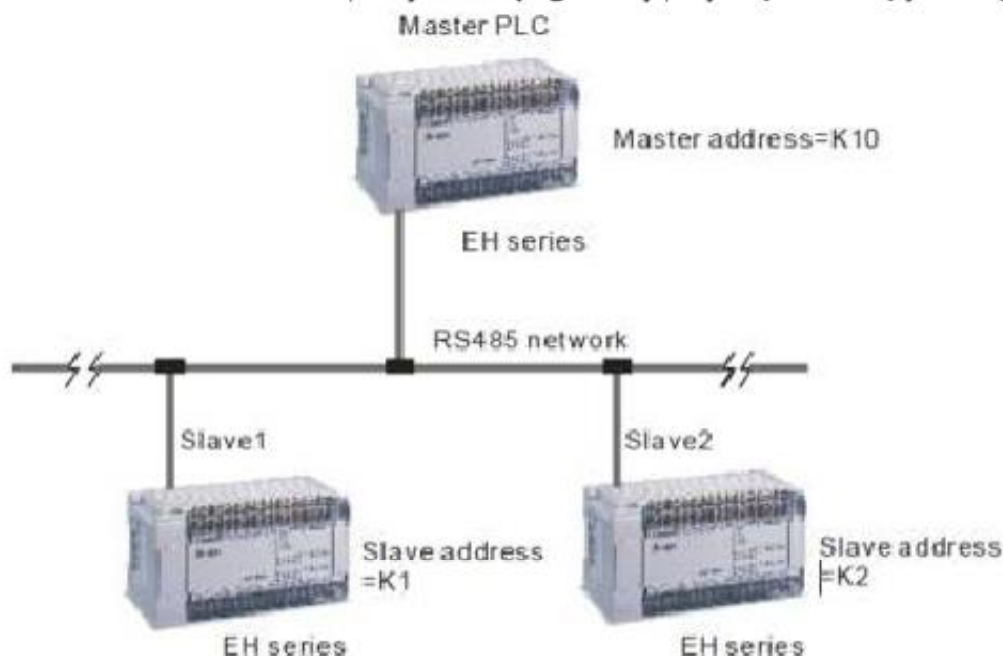 Master PLC
Master address=K10
EH series
RS485 network
Slave1
Slave2
Slave address
=K1
Slave address
=K2
EH series
EH series